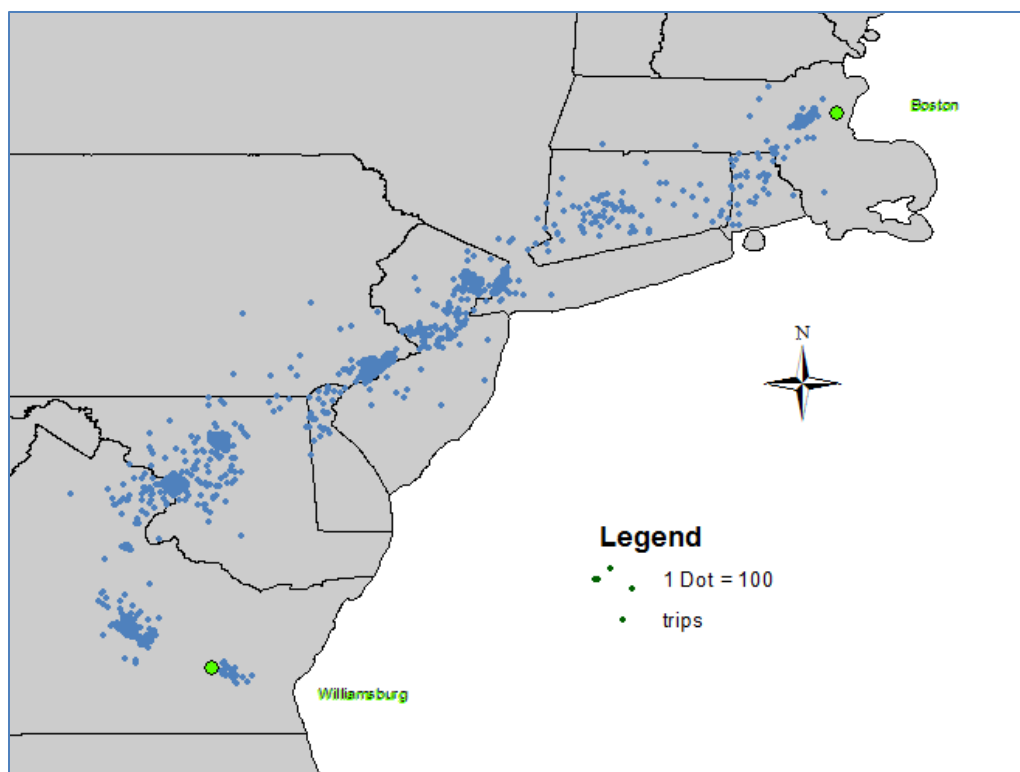 Boston
N
Legend
1 Dot = 100
trips
Williamsburg